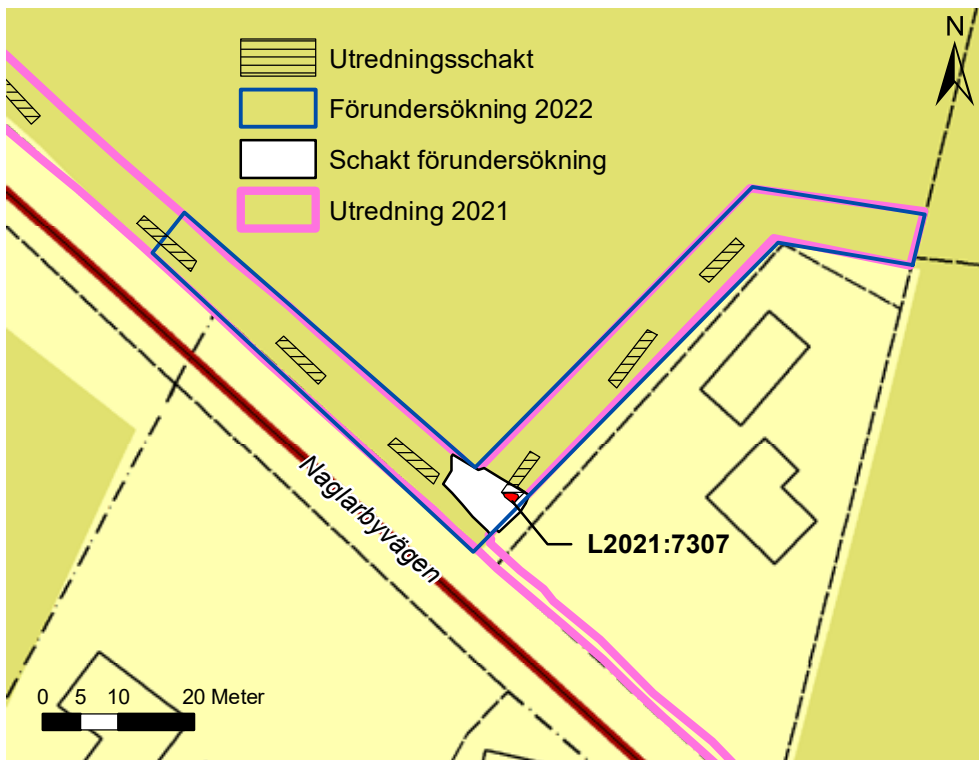 N
Utredningsschakt
Förundersökning 2022
Schakt förundersökning
Utredning 2021
Naglarbyvägen
L2021:7307
0 5 10 20 Meter